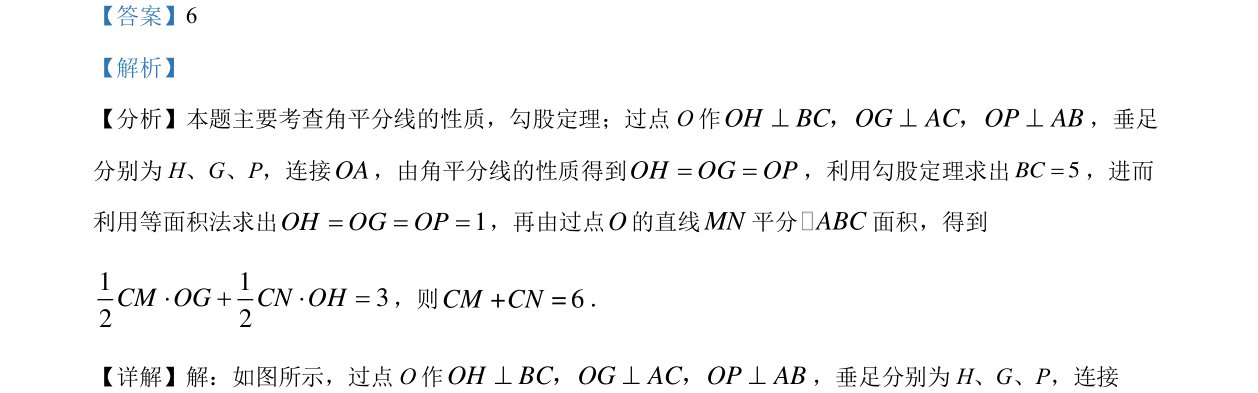 【答案】6
【解析】
【分析】本题主要考查角平分线的性质，勾股定理；过点 O 作 OH ⊥ BC，OG ⊥ AC，OP ⊥ AB，垂足
分别为 H、G、P，连接 OA，由角平分线的性质得到 OH = OG = OP，利用勾股定理求出 BC = 5，进而
利用等面积法求出 OH = OG = OP = 1，再由过点 O 的直线 MN 平分 □ABC 面积，得到
1/2 CM · OG + 1/2 CN · OH = 3，则 CM + CN = 6．
【详解】解：如图所示，过点 O 作 OH ⊥ BC，OG ⊥ AC，OP ⊥ AB，垂足分别为 H、G、P，连接